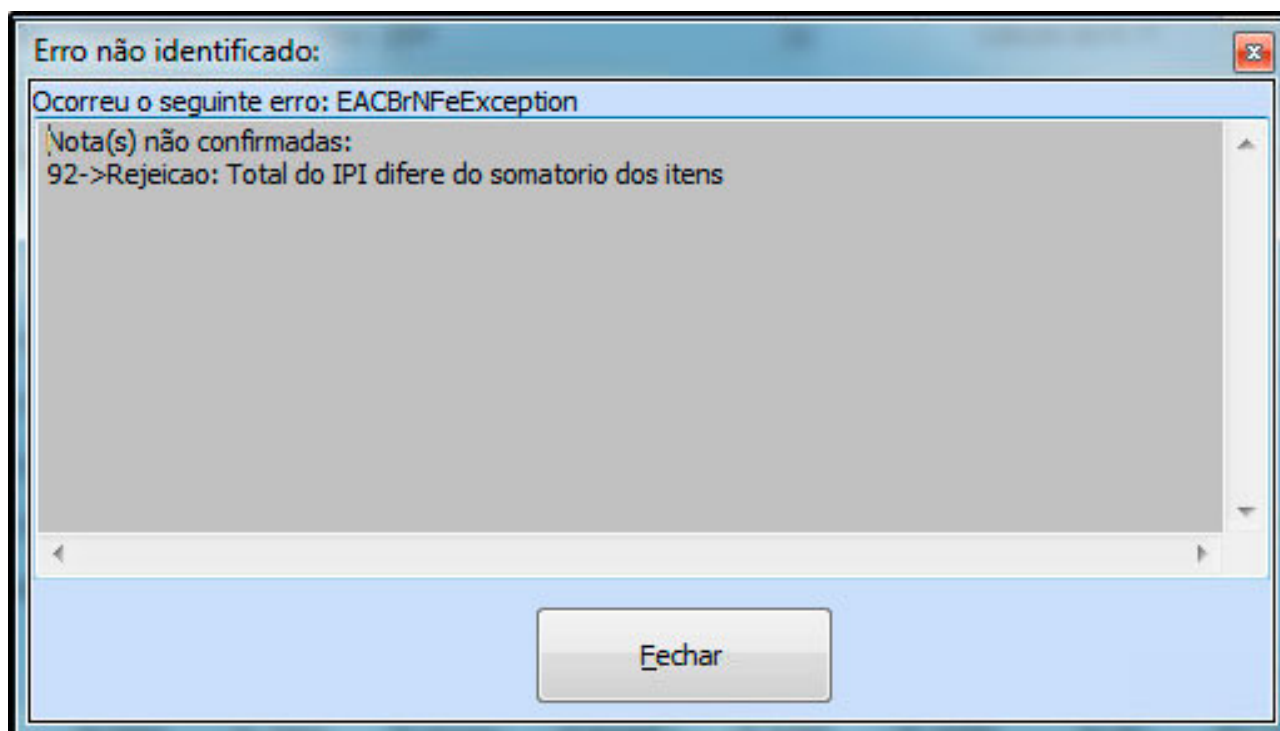 Erro não identificado:
Ocorreu o seguinte erro: EACBrNFeException
Nota(s) não confirmadas:
92->Rejeicao: Total do IPI difere do somatorio dos itens
Fechar